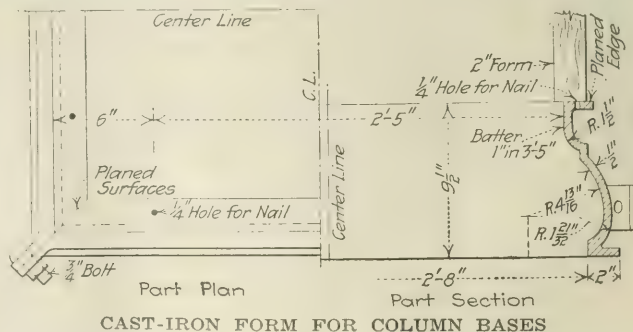 Center Line
C. L.
2" Form
Planed Edge
1/4" Hole for Nail
6"
2'-5"
R. 1 1/2"
Batter 1" in 3'-5"
1/2"
Planed Surfaces
9 1/2"
Center Line
1/4" Hole for Nail
R. 4 13/16"
R. 1 21/32"
3/4" Bolt
2'-8"
2"
Part Plan
Part Section
CAST-IRON FORM FOR COLUMN BASES